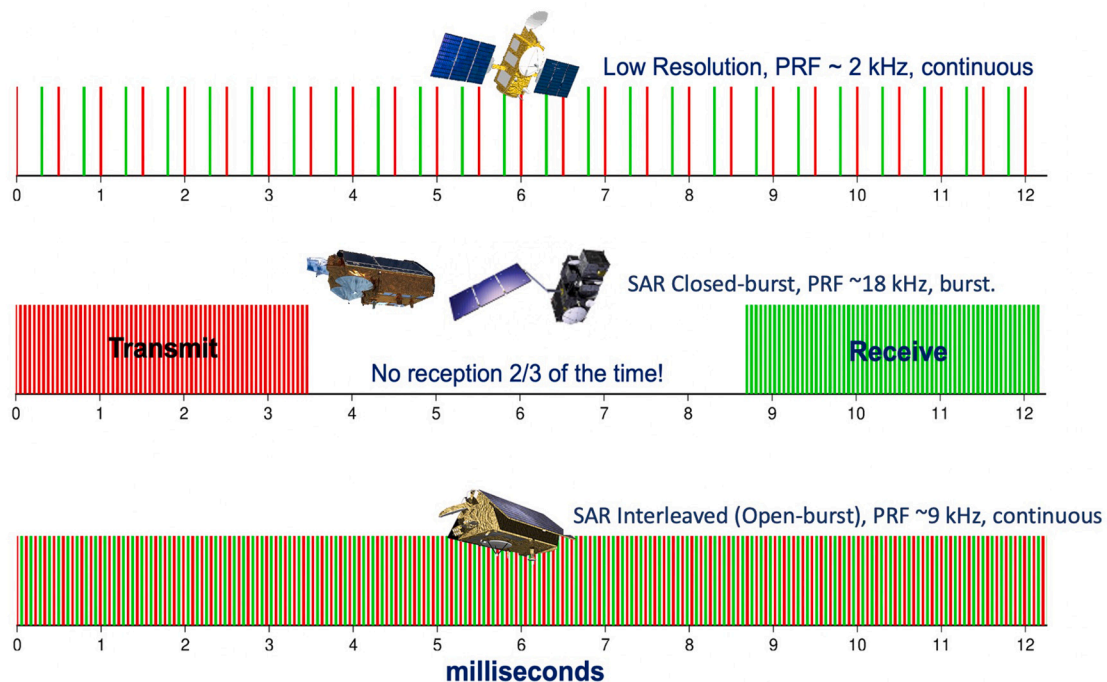 Low Resolution, PRF ~ 2 kHz, continuous
0 1 2 3 4 5 6 7 8 9 10 11 12
SAR Closed-burst, PRF ~18 kHz, burst.
Transmit
Receive
No reception 2/3 of the time!
0 1 2 3 4 5 6 7 8 9 10 11 12
SAR Interleaved (Open-burst), PRF ~9 kHz, continuous
0 1 2 3 4 5 6 7 8 9 10 11 12
milliseconds